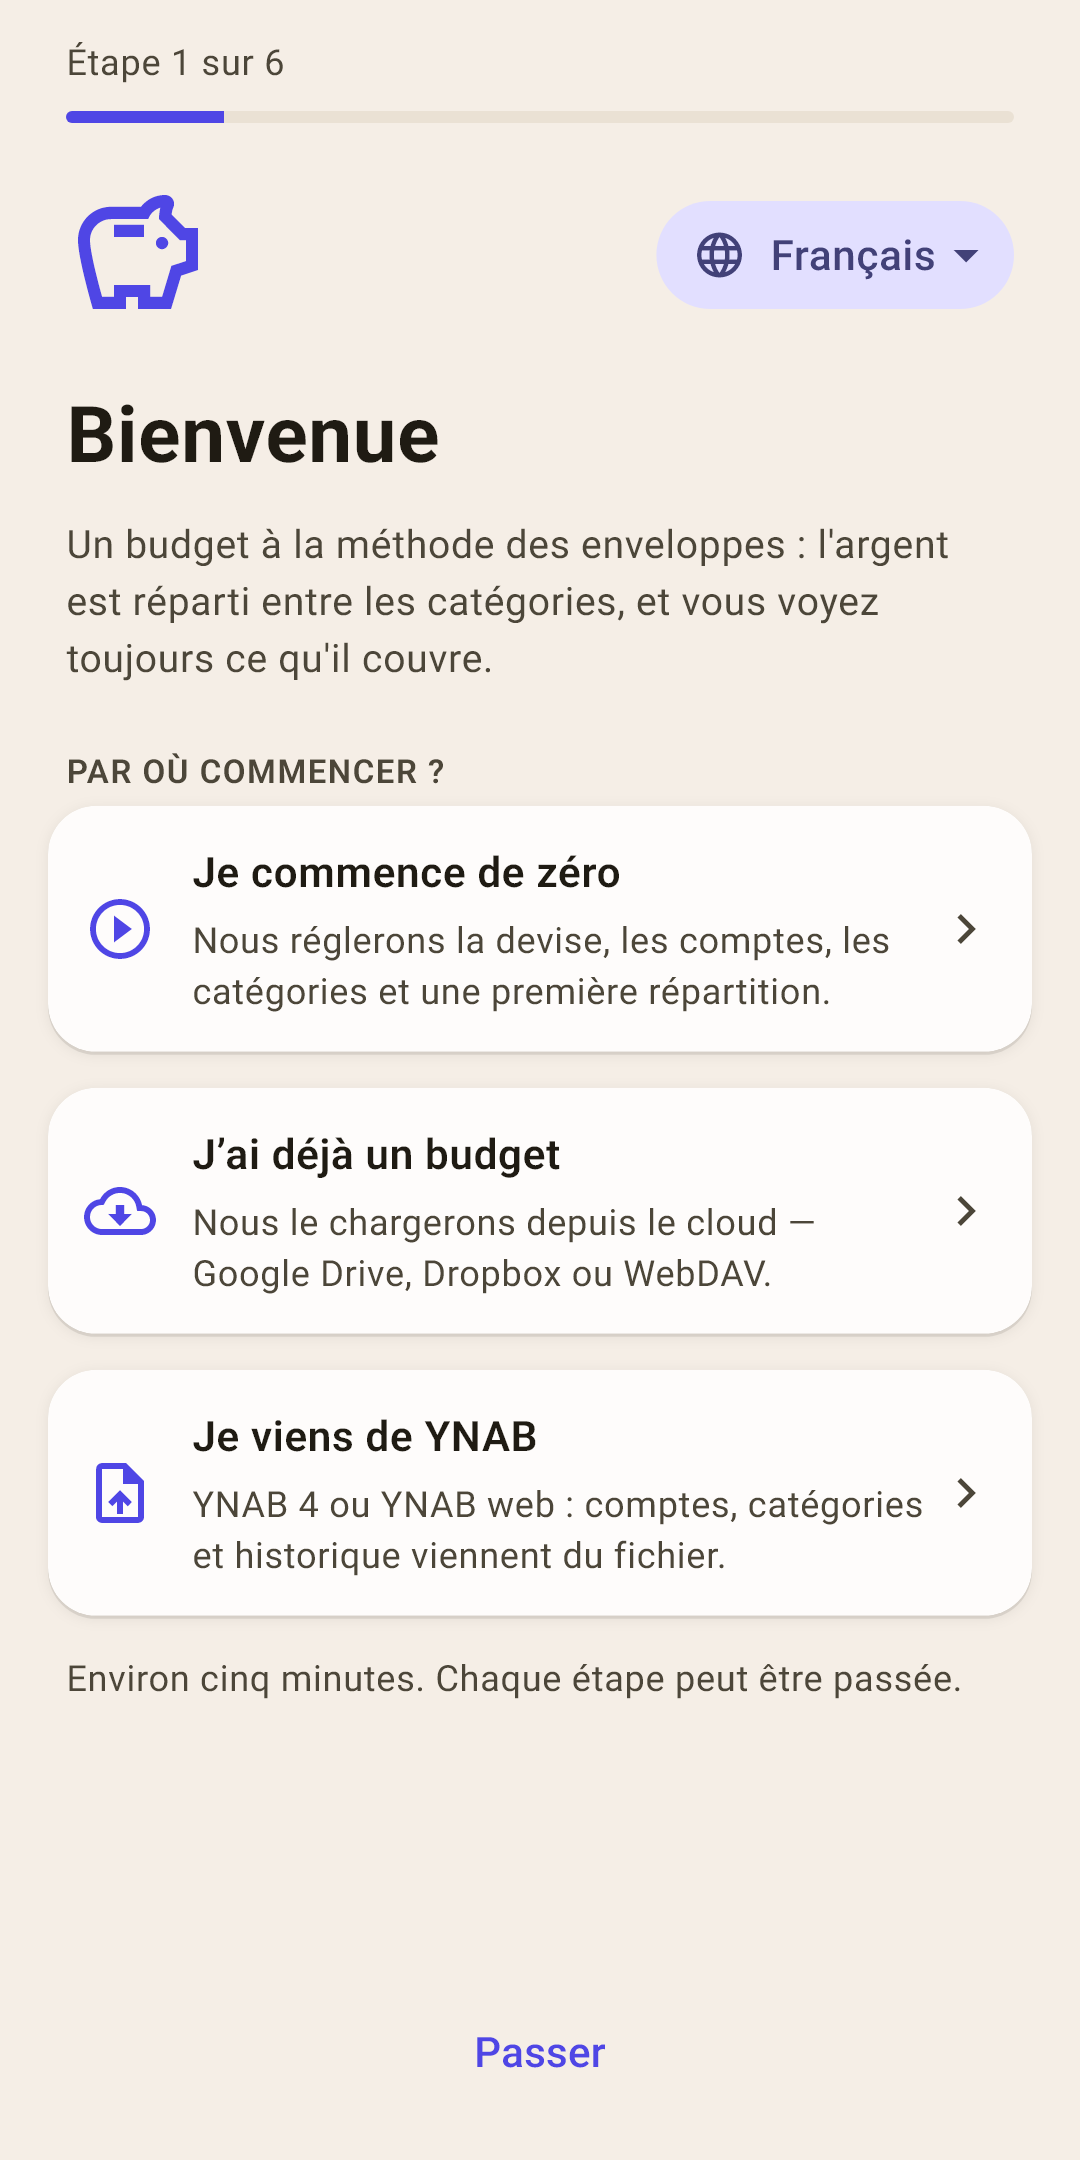 Étape 1 sur 6
Français
Bienvenue
Un budget à la méthode des enveloppes : l'argent
est réparti entre les catégories, et vous voyez
toujours ce qu'il couvre.
PAR OÙ COMMENCER ?
Je commence de zéro
Nous réglerons la devise, les comptes, les
catégories et une première répartition.
J’ai déjà un budget
Nous le chargerons depuis le cloud —
Google Drive, Dropbox ou WebDAV.
Je viens de YNAB
YNAB 4 ou YNAB web : comptes, catégories
et historique viennent du fichier.
Environ cinq minutes. Chaque étape peut être passée.
Passer